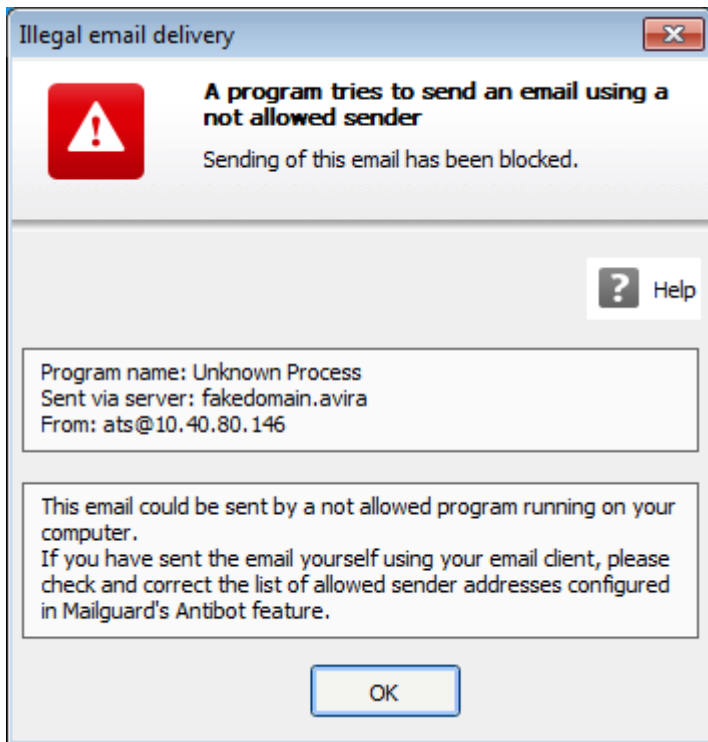 Illegal email delivery
A program tries to send an email using a
not allowed sender
Sending of this email has been blocked.
? Help
Program name: Unknown Process
Sent via server: fakedomain.avira
From: ats@10.40.80.146
This email could be sent by a not allowed program running on your
computer.
If you have sent the email yourself using your email client, please
check and correct the list of allowed sender addresses configured
in Mailguard's Antibot feature.
OK